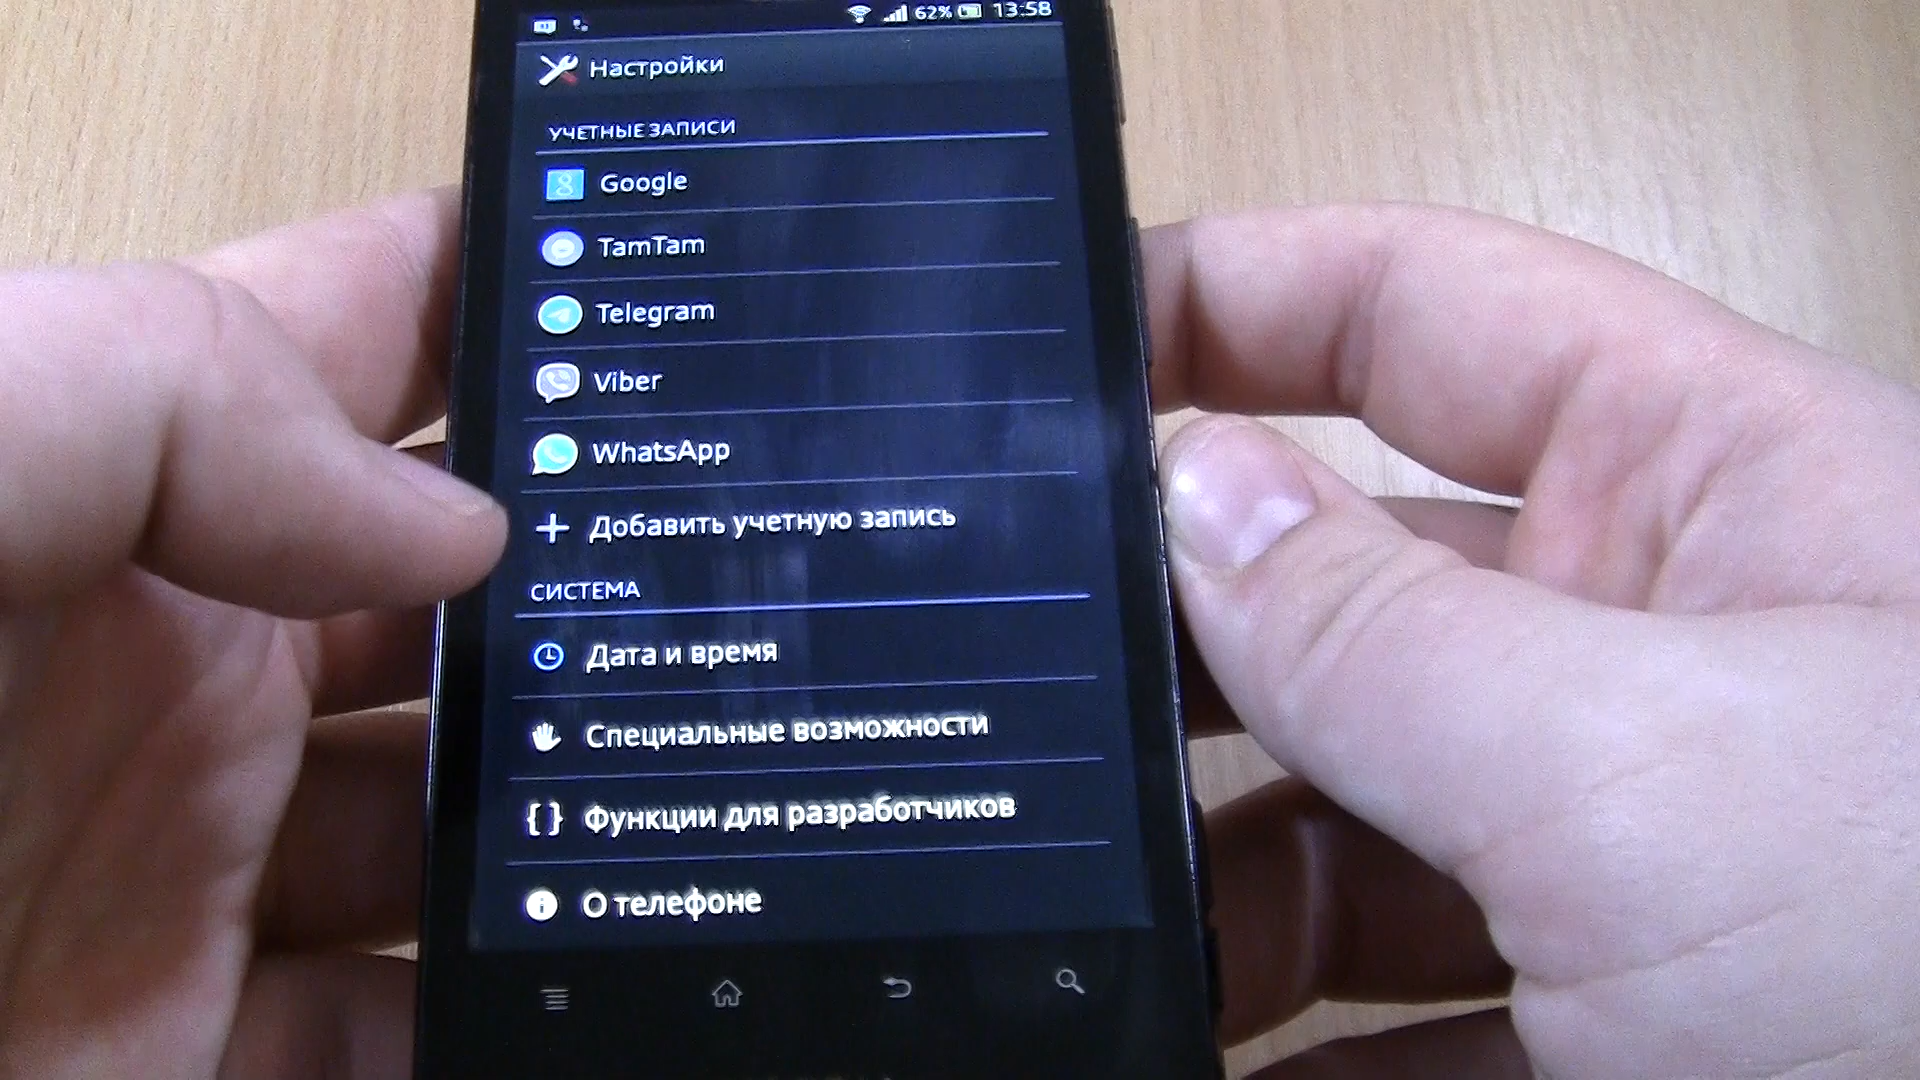 62% 13:58
Настройки
УЧЕТНЫЕ ЗАПИСИ
Google
TamTam
Telegram
Viber
WhatsApp
Добавить учетную запись
СИСТЕМА
Дата и время
Специальные возможности
Функции для разработчиков
О телефоне